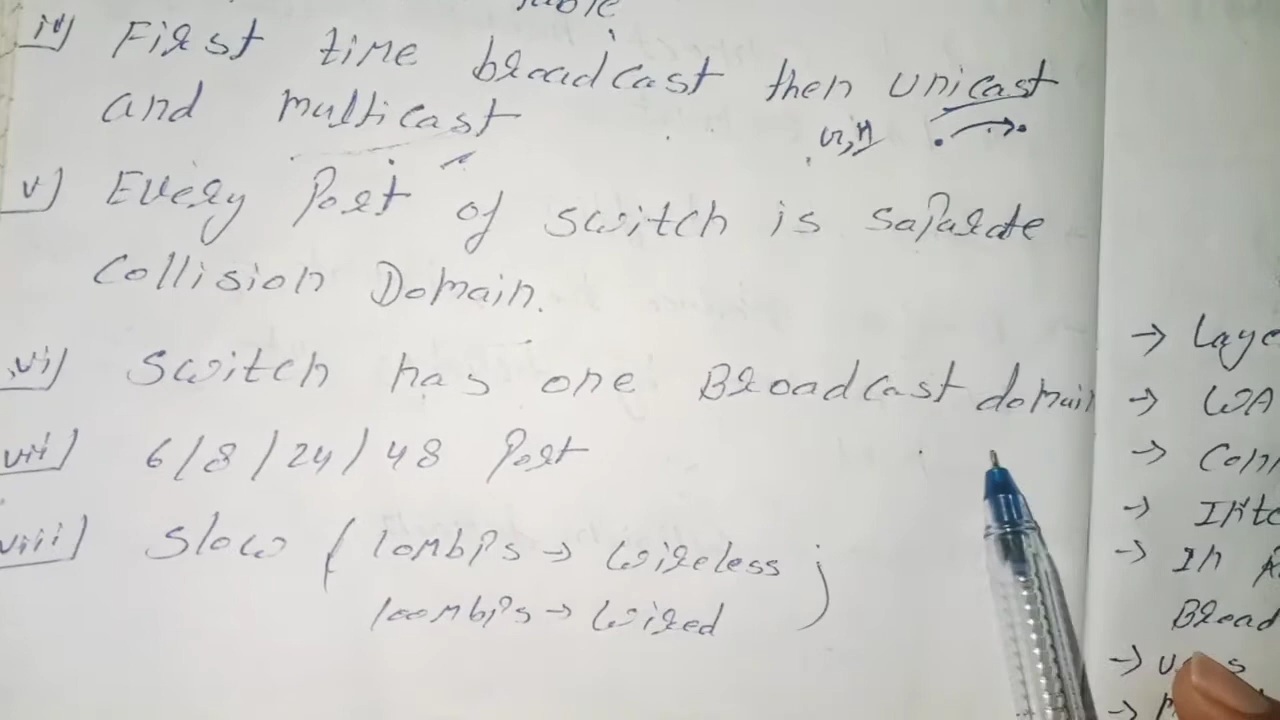 Table
iv) First time broadcast then unicast
and multicast
v) Every Port of switch is saParate
Collision Domain.
vi) Switch has one Broadcast domain
vii) 6/8/24/48 Port
viii) Slow ( 10MbPs → Wireless
100MbPs → Wired )
→ Laye
→ WA
→ Conn
→ In
Broad